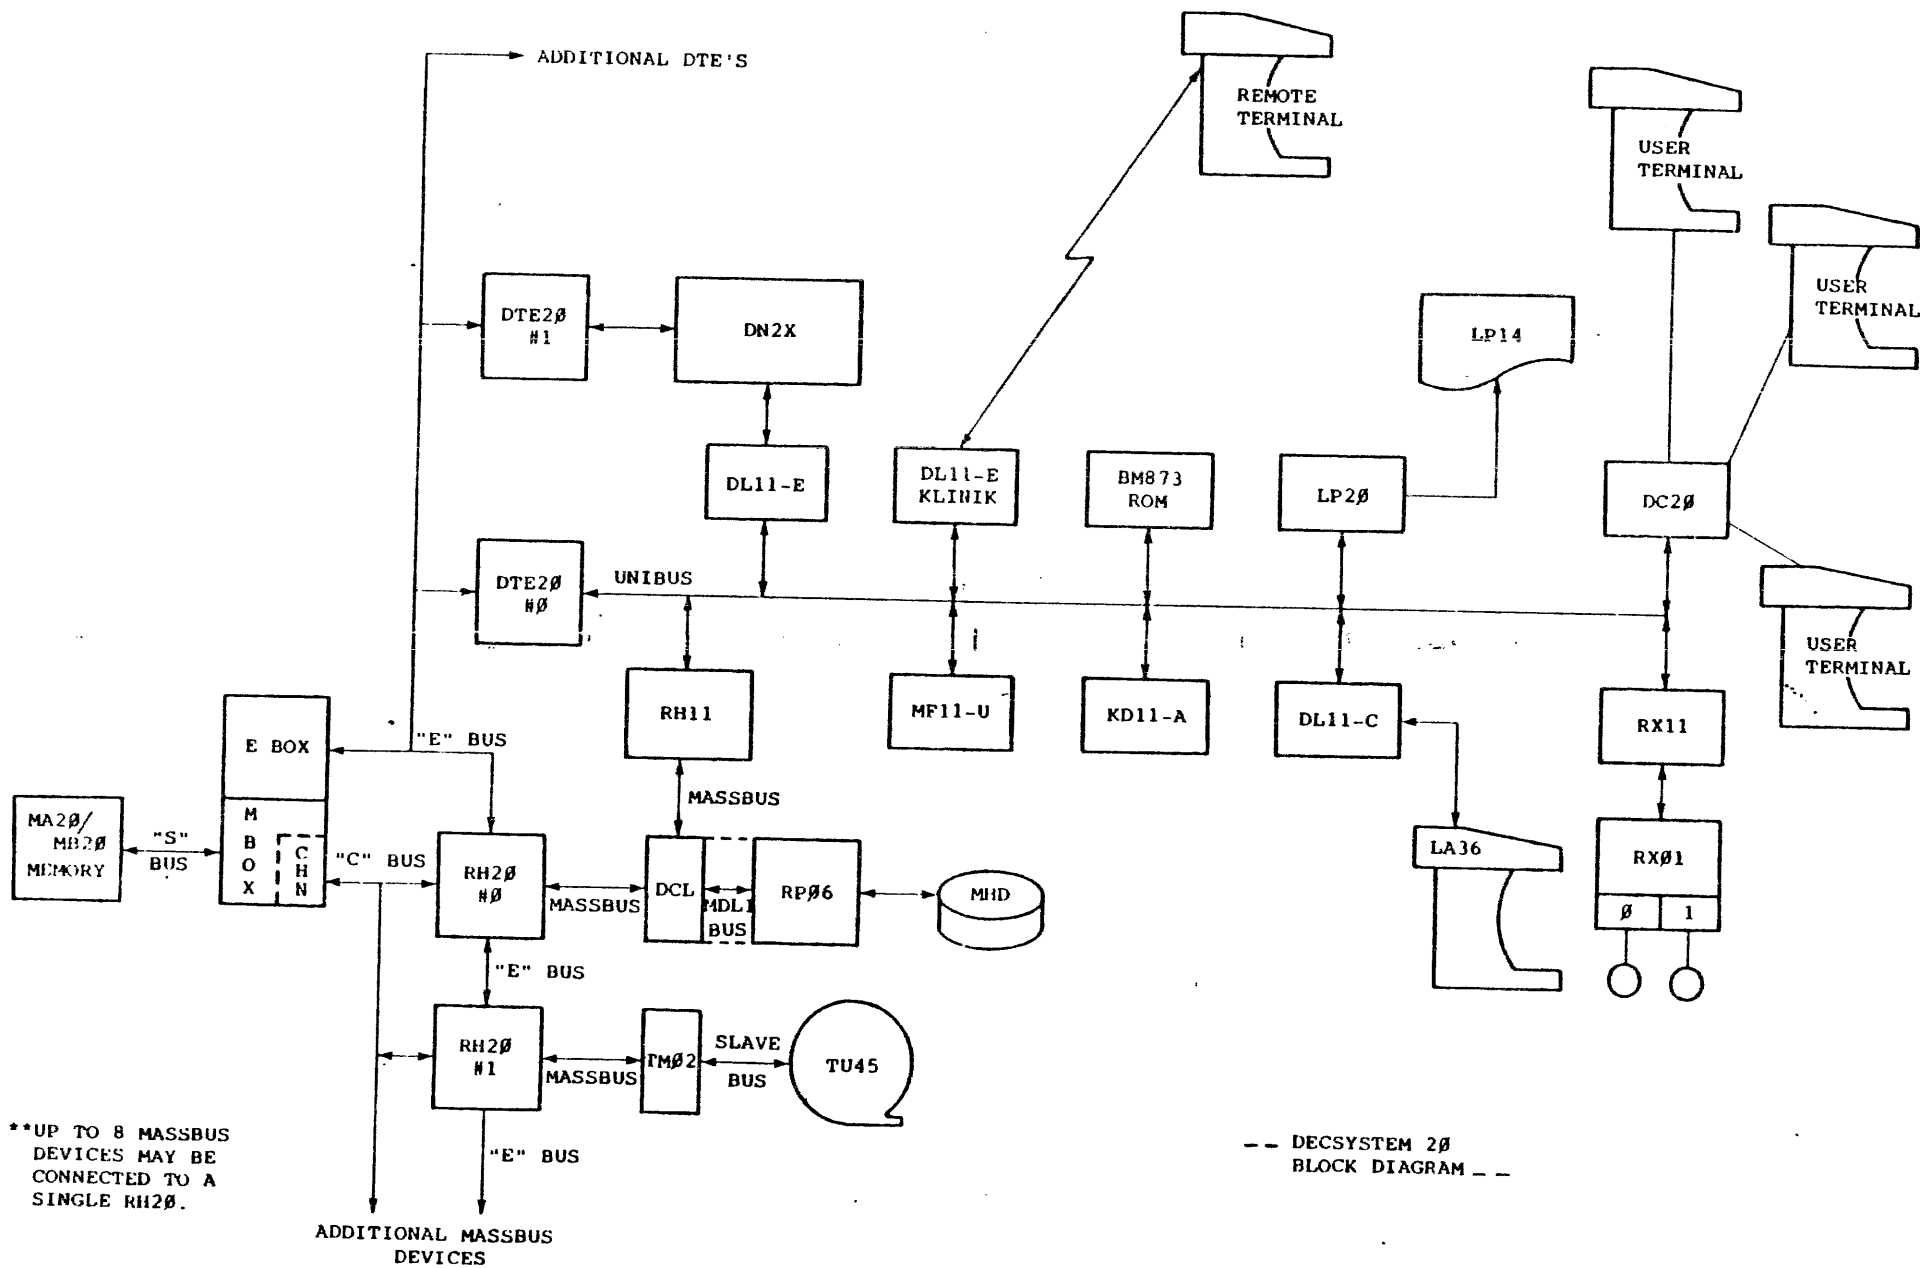 ADDITIONAL DTE'S
REMOTE
TERMINAL
USER
TERMINAL
USER
TERMINAL
DTE2Ø
#1
DN2X
LP14
DL11-E
DL11-E
KLINIK
BM873
ROM
LP2Ø
DC2Ø
DTE2Ø
#Ø
UNIBUS
USER
TERMINAL
RH11
MF11-U
KD11-A
DL11-C
RX11
E BOX
"E" BUS
MASSBUS
MA2Ø/
MB2Ø
MEMORY
"S"
BUS
M
B
O
X
C
H
N
"C" BUS
RH2Ø
#Ø
MASSBUS
DCL
MDLI
BUS
RPØ6
MHD
LA36
RXØ1
Ø 1
"E" BUS
RH2Ø
#1
MASSBUS
TMØ2
SLAVE
BUS
TU45
**UP TO 8 MASSBUS
DEVICES MAY BE
CONNECTED TO A
SINGLE RH2Ø.
"E" BUS
-- DECSYSTEM 2Ø
BLOCK DIAGRAM --
ADDITIONAL MASSBUS
DEVICES